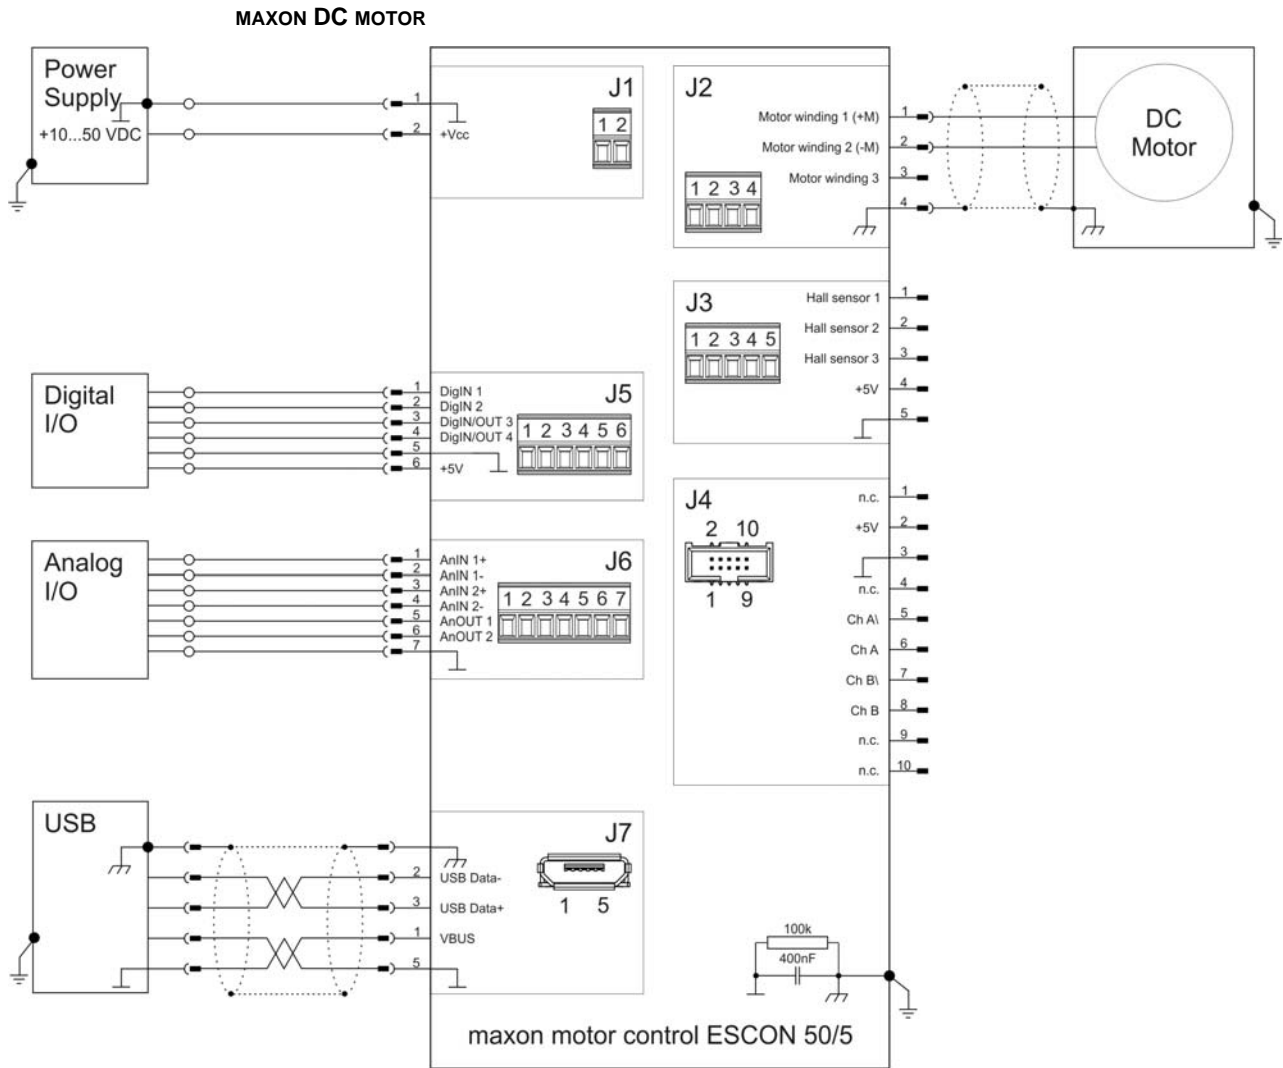 MAXON DC MOTOR
Power
Supply
+10...50 VDC
1
2
+Vcc
J1
1 2
J2
Motor winding 1 (+M)
1
Motor winding 2 (-M)
2
Motor winding 3
3
4
1 2 3 4
DC
Motor
J3
Hall sensor 1
1
Hall sensor 2
2
Hall sensor 3
3
+5V
4
5
1 2 3 4 5
Digital
I/O
1
DigIN 1
2
DigIN 2
3
DigIN/OUT 3
4
DigIN/OUT 4
5
6
+5V
J5
1 2 3 4 5 6
J4
2 10
1 9
n.c.
1
+5V
2
3
n.c.
4
Ch A\
5
Ch A
6
Ch B\
7
Ch B
8
n.c.
9
n.c.
10
Analog
I/O
1
AnIN 1+
2
AnIN 1-
3
AnIN 2+
4
AnIN 2-
5
AnOUT 1
6
AnOUT 2
7
J6
1 2 3 4 5 6 7
USB
2
USB Data-
3
USB Data+
1
VBUS
5
J7
1 5
100k
400nF
maxon motor control ESCON 50/5